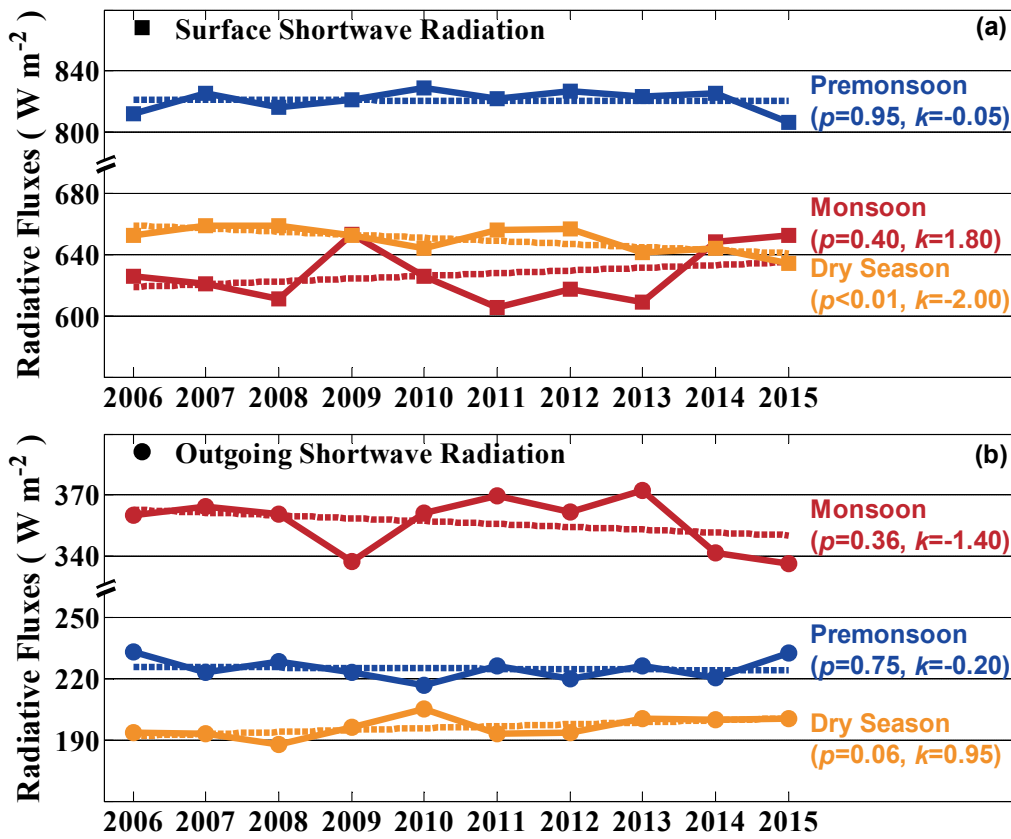 Surface Shortwave Radiation
(a)
Radiative Fluxes ( W m⁻² )
840
800
680
640
600
Premonsoon
(p=0.95, k=-0.05)
Monsoon
(p=0.40, k=1.80)
Dry Season
(p<0.01, k=-2.00)
2006 2007 2008 2009 2010 2011 2012 2013 2014 2015
Outgoing Shortwave Radiation
(b)
Radiative Fluxes ( W m⁻² )
370
340
250
220
190
Monsoon
(p=0.36, k=-1.40)
Premonsoon
(p=0.75, k=-0.20)
Dry Season
(p=0.06, k=0.95)
2006 2007 2008 2009 2010 2011 2012 2013 2014 2015